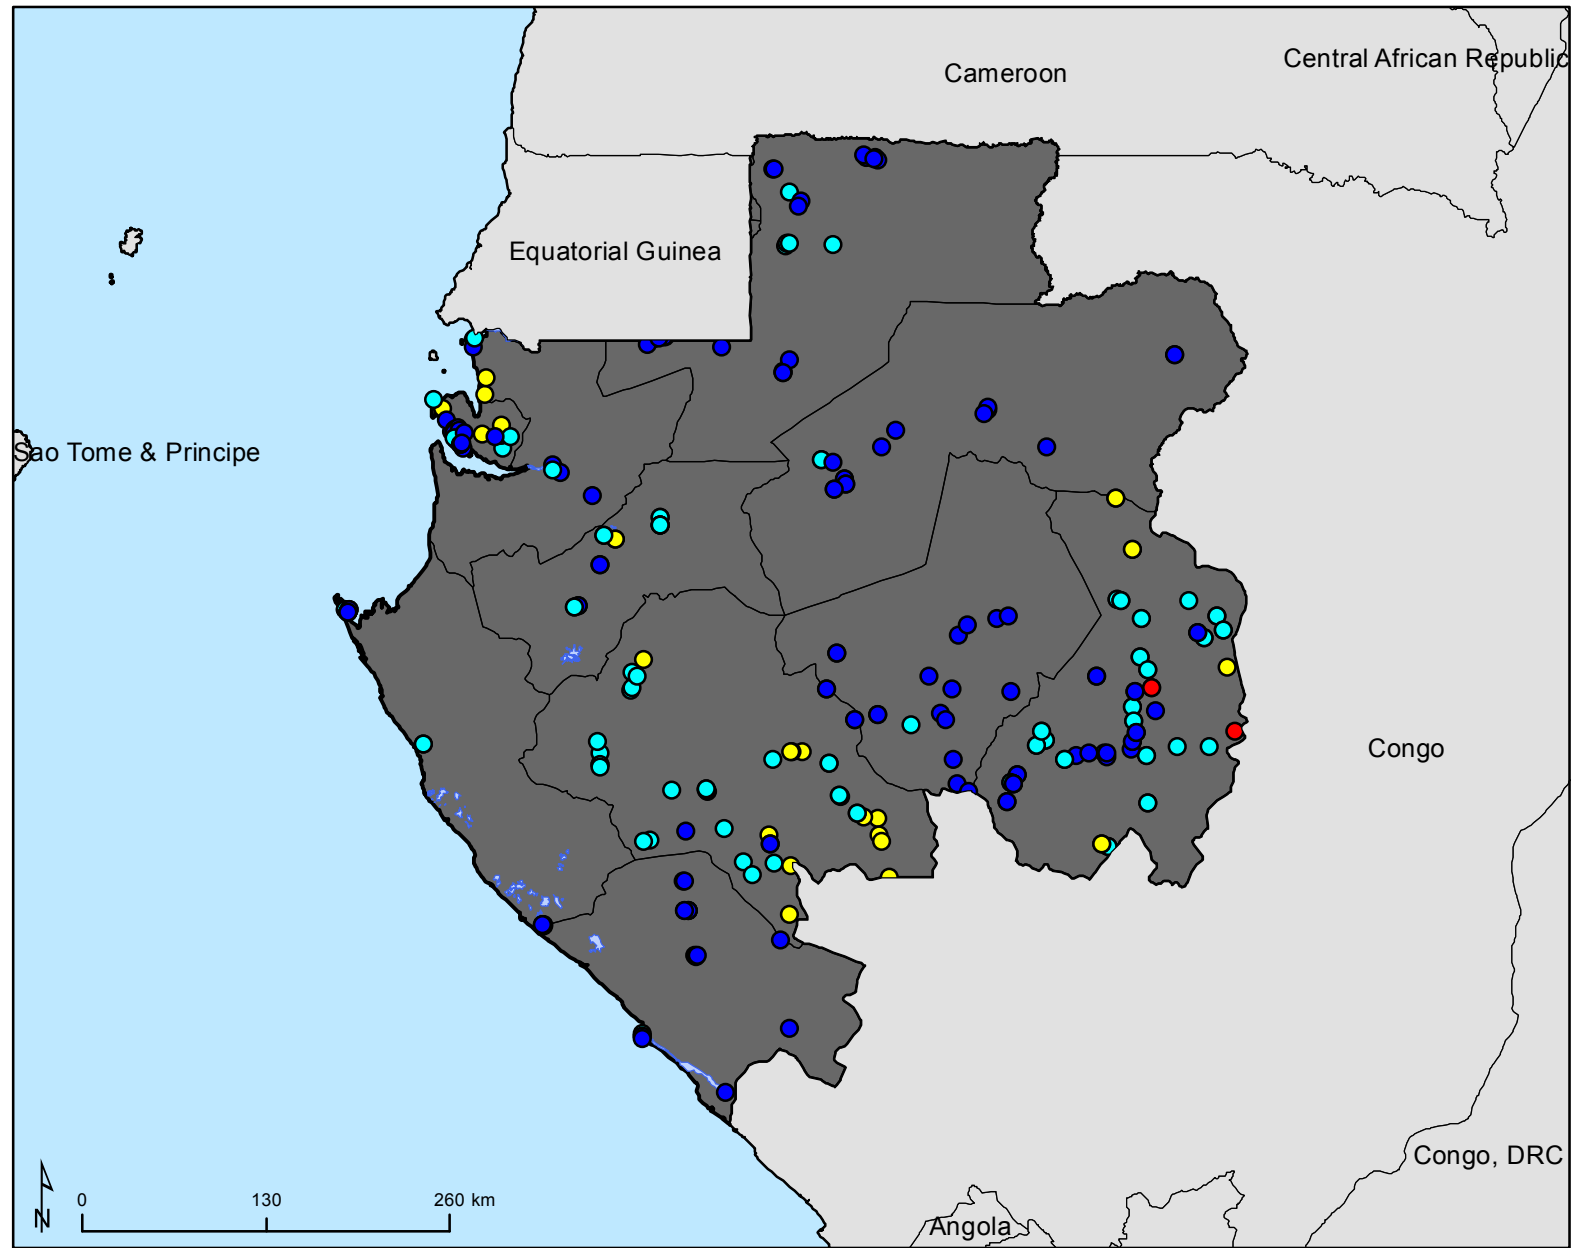 Central African Republic
Cameroon
Equatorial Guinea
Sao Tome & Principe
Congo
Congo, DRC
0 130 260 km
N
Angola